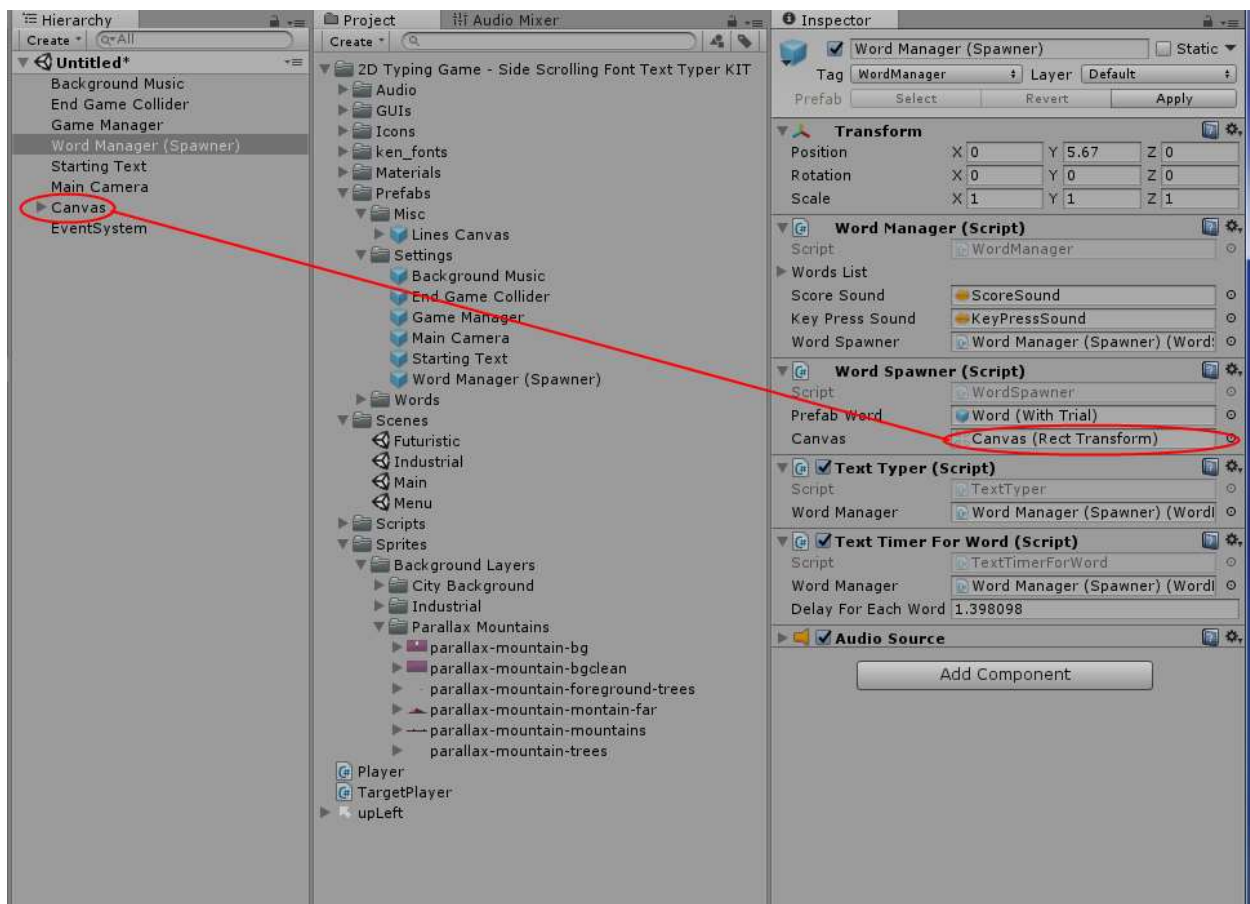 Hierarchy
Create
All
Untitled*
Background Music
End Game Collider
Game Manager
Word Manager (Spawner)
Starting Text
Main Camera
Canvas
EventSystem
Project
Audio Mixer
Create
2D Typing Game - Side Scrolling Font Text Typer KIT
Audio
GUIs
Icons
ken_fonts
Materials
Prefabs
Misc
Lines Canvas
Settings
Background Music
End Game Collider
Game Manager
Main Camera
Starting Text
Word Manager (Spawner)
Words
Scenes
Futuristic
Industrial
Main
Menu
Scripts
Sprites
Background Layers
City Background
Industrial
Parallax Mountains
parallax-mountain-bg
parallax-mountain-bgclean
parallax-mountain-foreground-trees
parallax-mountain-montain-far
parallax-mountain-mountains
parallax-mountain-trees
Player
TargetPlayer
upLeft
Inspector
Word Manager (Spawner) Static
Tag WordManager Layer Default
Prefab Select Revert Apply
Transform
Position X 0 Y 5.67 Z 0
Rotation X 0 Y 0 Z 0
Scale X 1 Y 1 Z 1
Word Manager (Script)
Script WordManager
Words List
Score Sound ScoreSound
Key Press Sound KeyPressSound
Word Spawner Word Manager (Spawner) (Word
Word Spawner (Script)
Script WordSpawner
Prefab Word Word (With Trial)
Canvas Canvas (Rect Transform)
Text Typer (Script)
Script TextTyper
Word Manager Word Manager (Spawner) (Word
Text Timer For Word (Script)
Script TextTimerForWord
Word Manager Word Manager (Spawner) (Word
Delay For Each Word 1.398098
Audio Source
Add Component